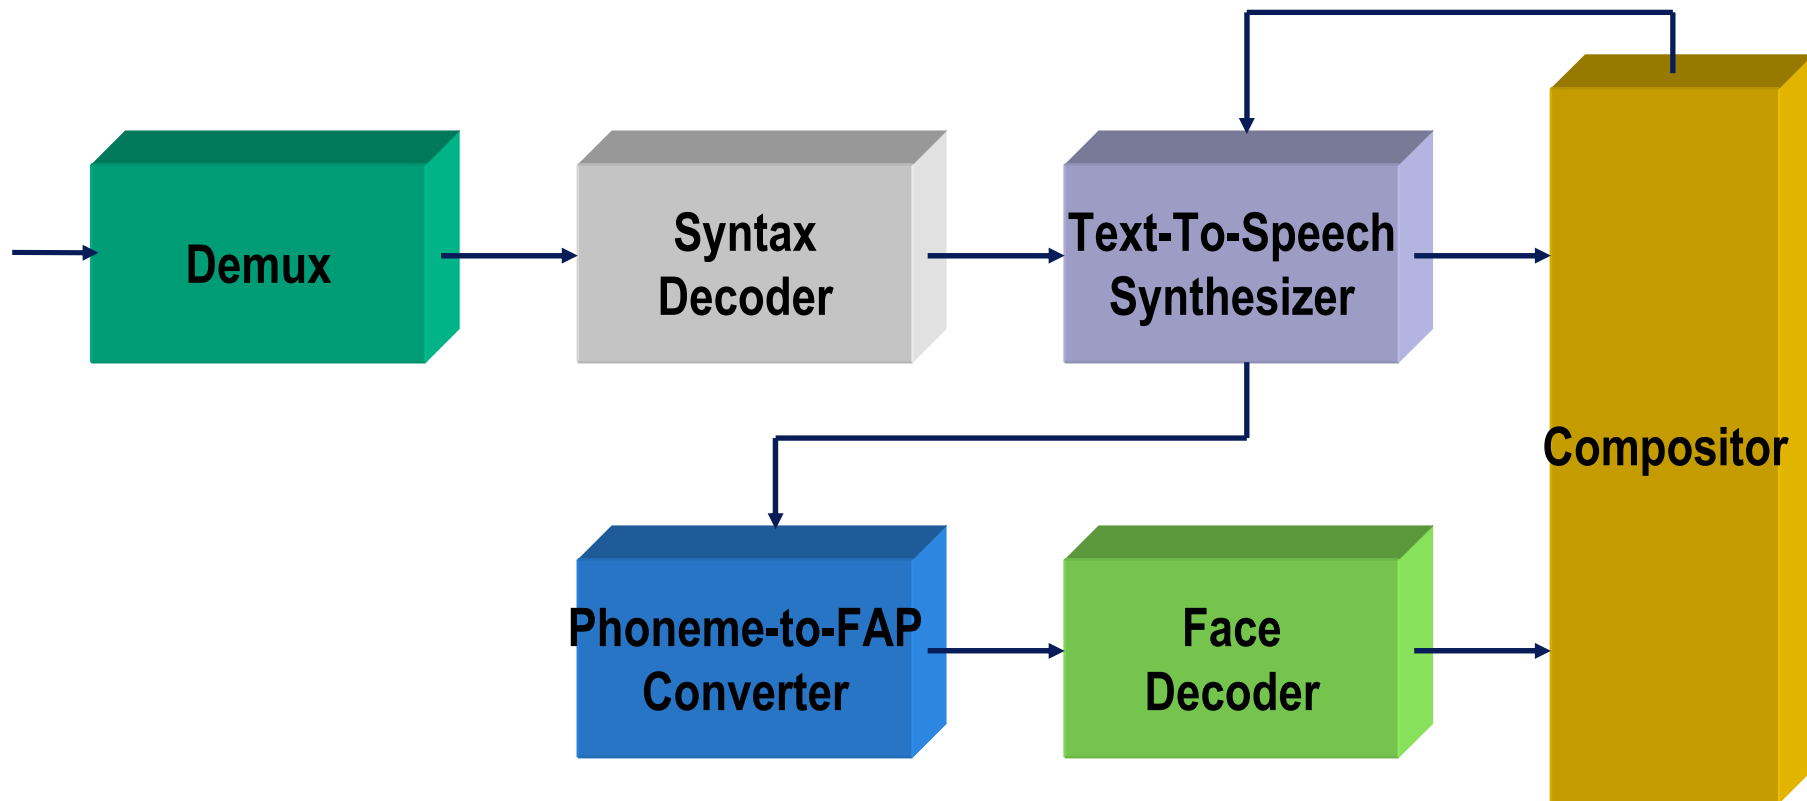 Demux
Syntax
Decoder
Text-To-Speech
Synthesizer
Compositor
Phoneme-to-FAP
Converter
Face
Decoder